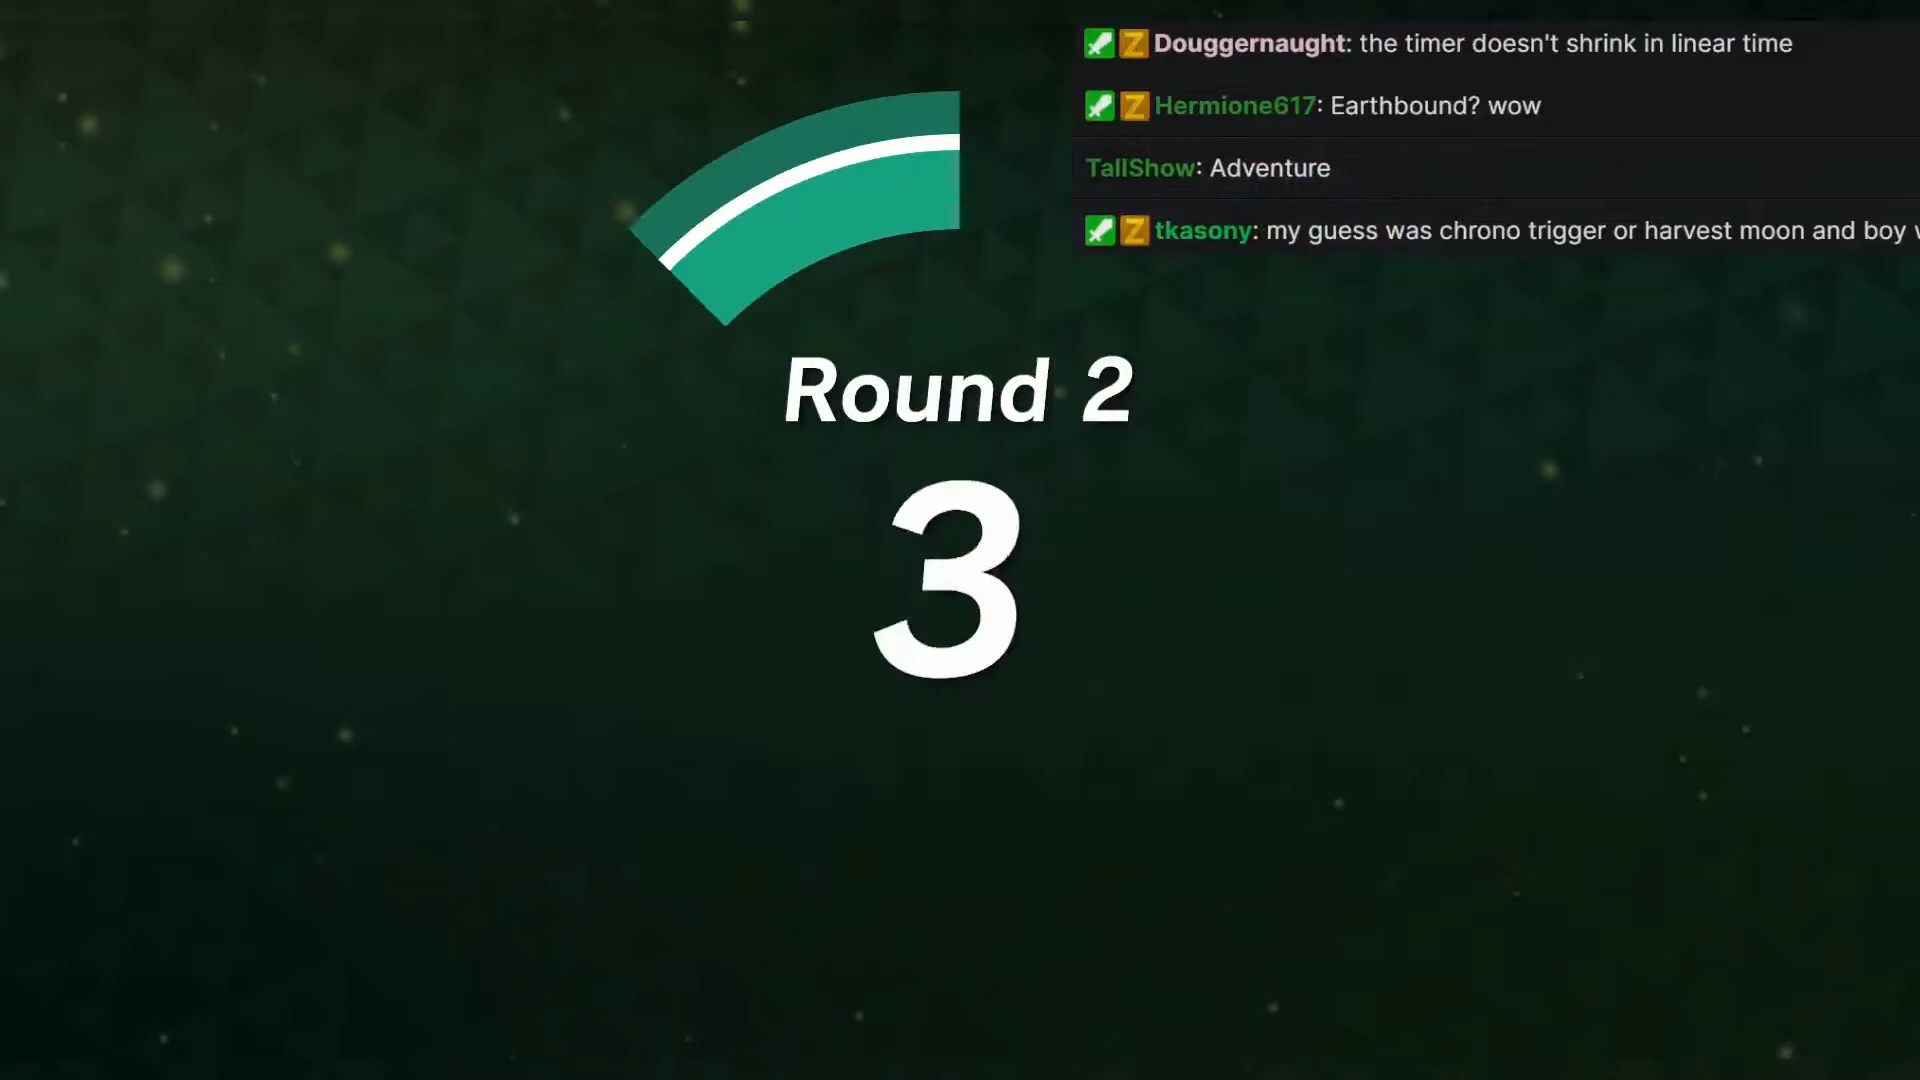 Douggernaught: the timer doesn't shrink in linear time
Hermione617: Earthbound? wow
TallShow: Adventure
tkasony: my guess was chrono trigger or harvest moon and boy
Round 2
3